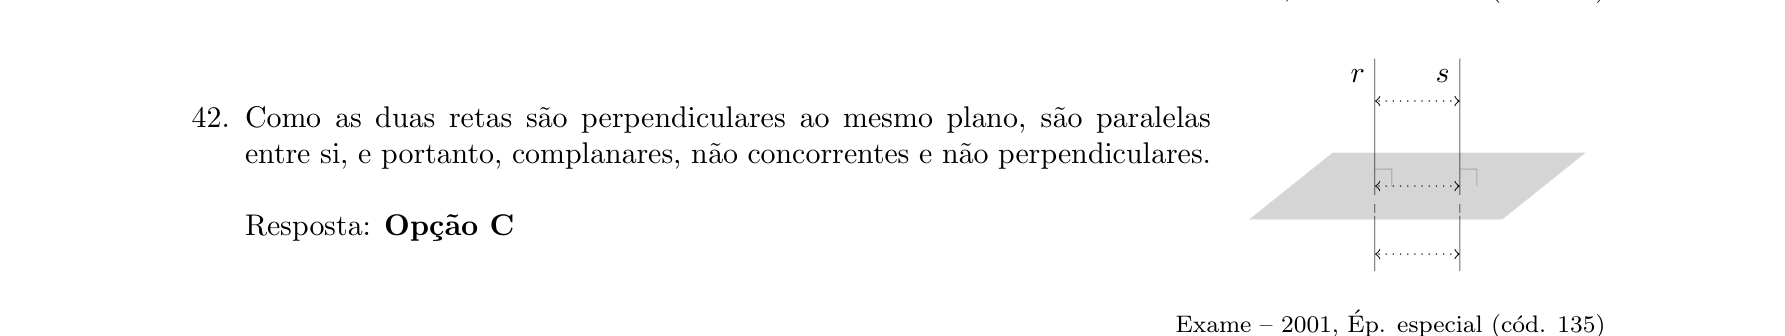 r s
42. Como as duas retas são perpendiculares ao mesmo plano, são paralelas
entre si, e portanto, complanares, não concorrentes e não perpendiculares.
Resposta: Opção C
Exame – 2001, Ép. especial (cód. 135)